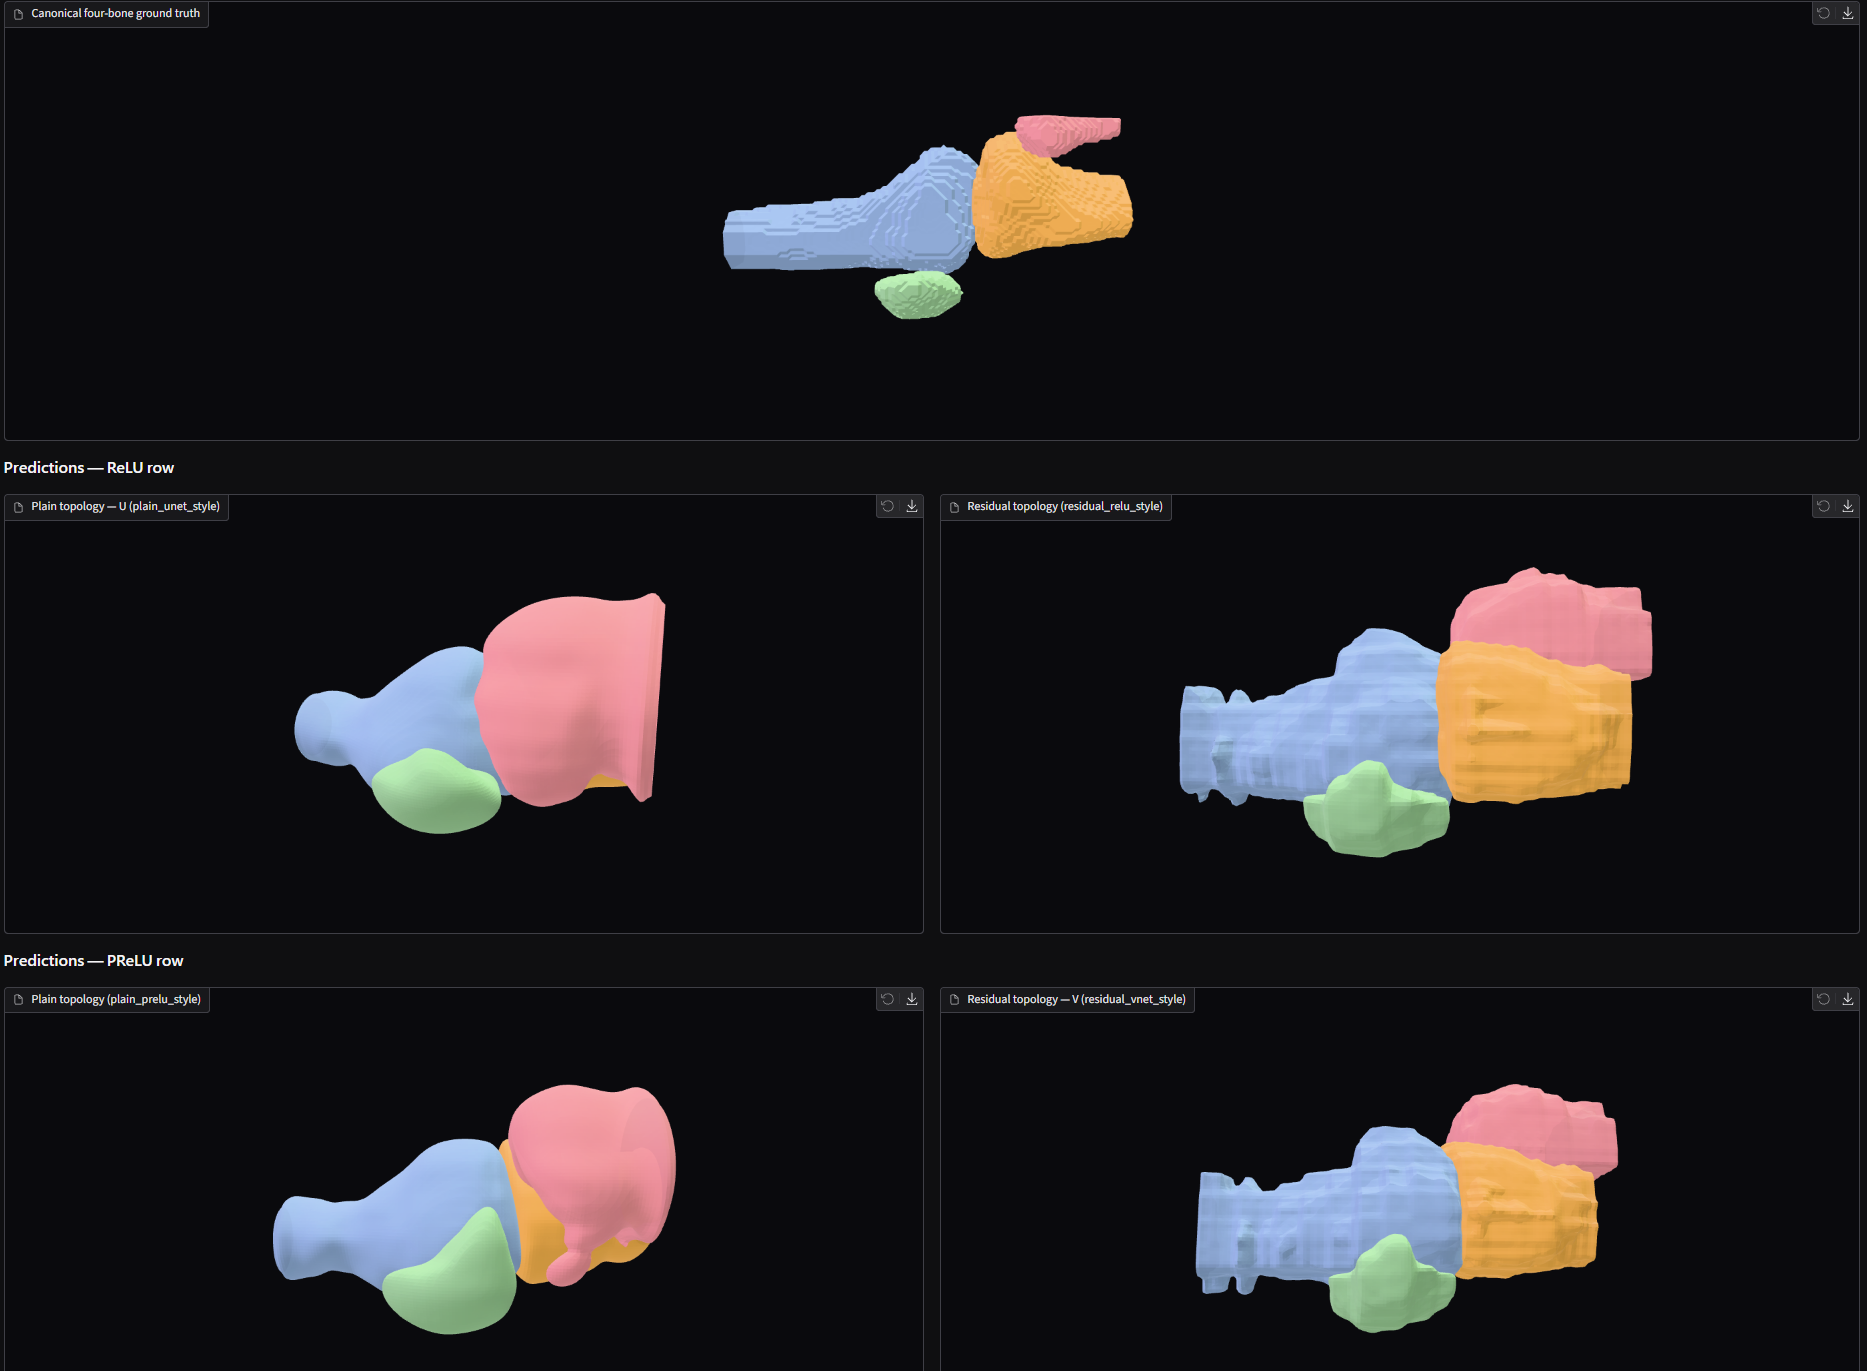 Canonical four-bone ground truth
Predictions — ReLU row
Plain topology — U (plain_unet_style)
Residual topology (residual_relu_style)
Predictions — PReLU row
Plain topology (plain_prelu_style)
Residual topology — V (residual_vnet_style)